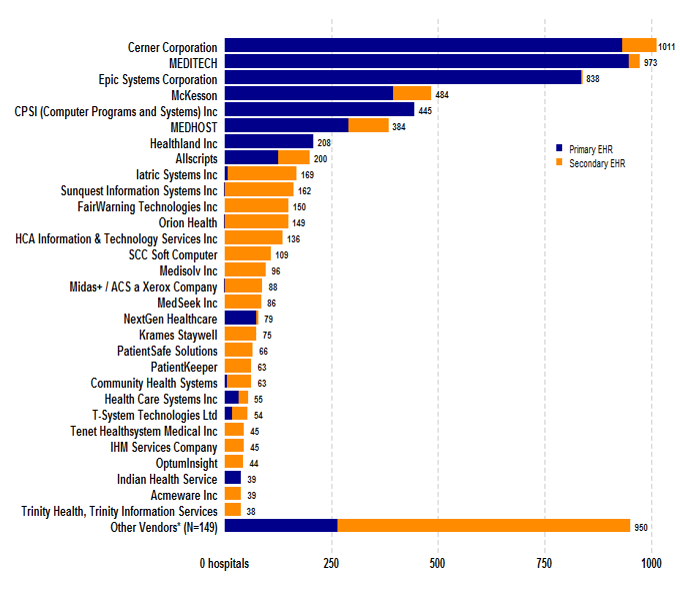 Cerner Corporation 1011
MEDITECH 973
Epic Systems Corporation 838
McKesson 484
CPSI (Computer Programs and Systems) Inc 445
MEDHOST 384
Healthland Inc 208
Primary EHR
Allscripts 200
Secondary EHR
Iatric Systems Inc 169
Sunquest Information Systems Inc 162
FairWarning Technologies Inc 150
Orion Health 149
HCA Information & Technology Services Inc 136
SCC Soft Computer 109
Medisolv Inc 96
Midas+ / ACS a Xerox Company 88
MedSeek Inc 86
NextGen Healthcare 79
Krames Staywell 75
PatientSafe Solutions 66
PatientKeeper 63
Community Health Systems 63
Health Care Systems Inc 55
T-System Technologies Ltd 54
Tenet Healthsystem Medical Inc 45
IHM Services Company 45
OptumInsight 44
Indian Health Service 39
Acmeware Inc 39
Trinity Health, Trinity Information Services 38
Other Vendors* (N=149) 950
0 hospitals 250 500 750 1000